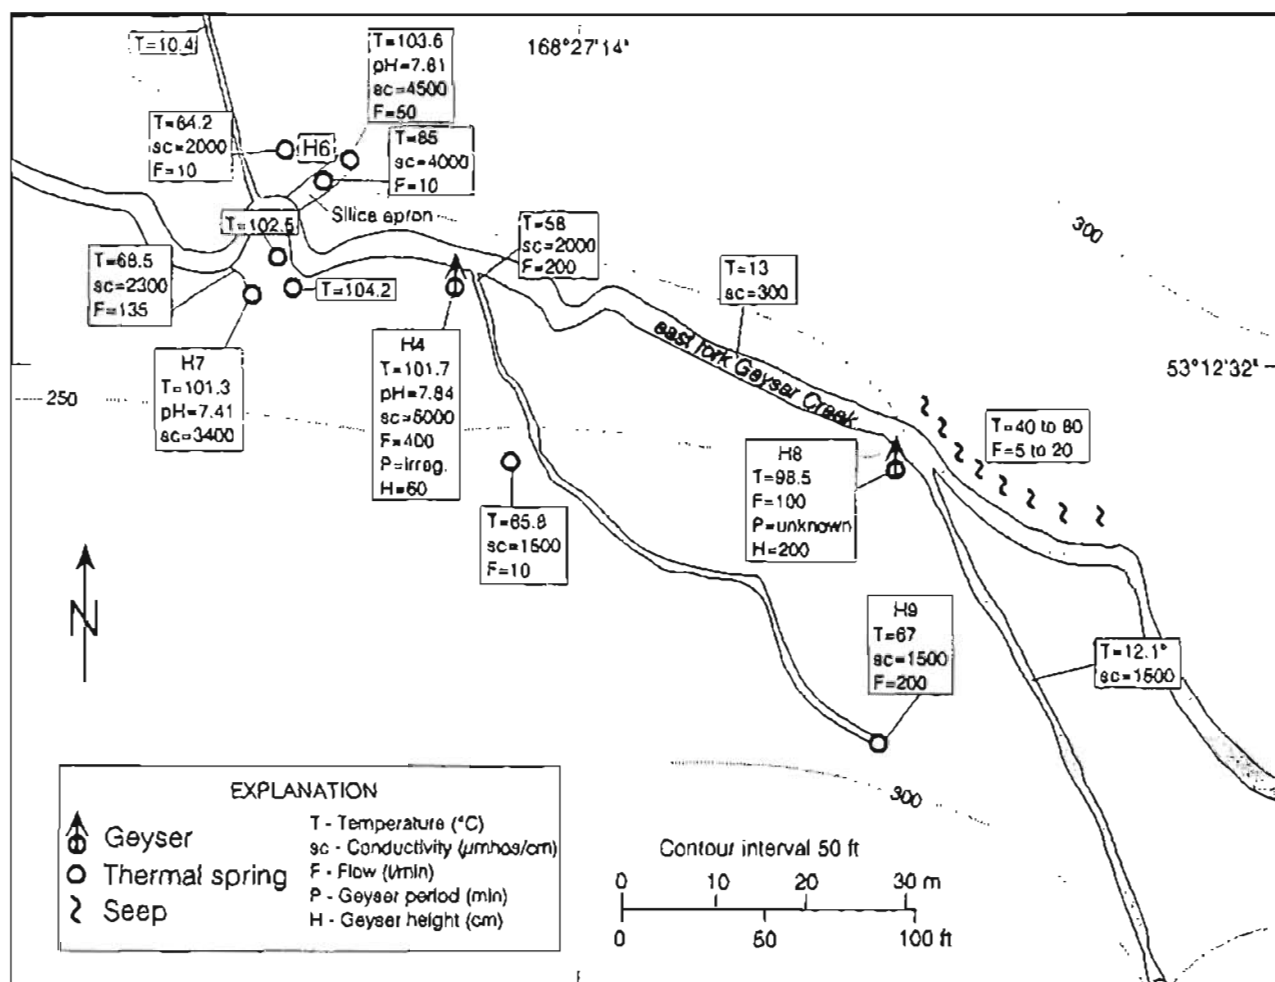 T=10.4
T=103.6
pH=7.81
sc=4500
F=50
168°27'14"
T=64.2
sc=2000
F=10
H6
T=85
sc=4000
F=10
Silica apron
T=102.5
T=58
sc=2000
F=200
300
T=68.5
sc=2300
F=135
T=104.2
T=13
sc=300
east fork Geyser Creek
53°12'32"
250
H7
T=101.3
pH=7.41
sc=3400
H4
T=101.7
pH=7.84
sc=5000
F=400
P=irreg.
H=60
T=40 to 80
F=5 to 20
H8
T=98.5
F=100
P=unknown
H=200
T=65.8
sc=1500
F=10
N
H9
T=67
sc=1500
F=200
T=12.1°
sc=1500
300
EXPLANATION
Geyser
Thermal spring
Seep
T - Temperature (°C)
sc - Conductivity (µmhos/cm)
F - Flow (l/min)
P - Geyser period (min)
H - Geyser height (cm)
Contour interval 50 ft
0 10 20 30 m
0 50 100 ft